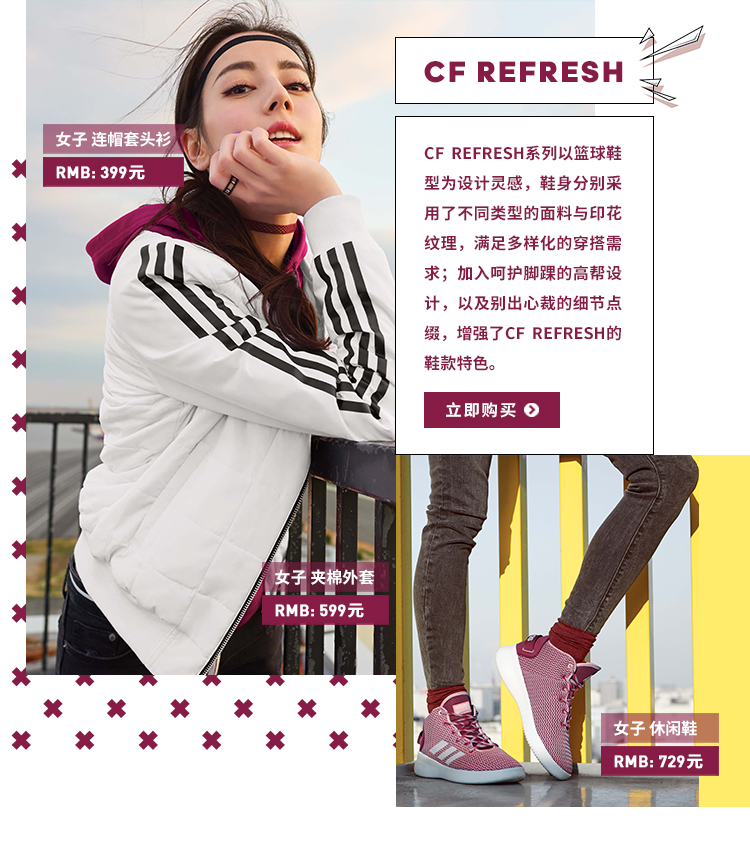 CF REFRESH
女子 连帽套头衫
RMB: 399元
CF REFRESH系列以篮球鞋
型为设计灵感，鞋身分别采
用了不同类型的面料与印花
纹理，满足多样化的穿搭需
求；加入呵护脚踝的高帮设
计，以及别出心裁的细节点
缀，增强了CF REFRESH的
鞋款特色。
立即购买
女子 夹棉外套
RMB: 599元
女子 休闲鞋
RMB: 729元